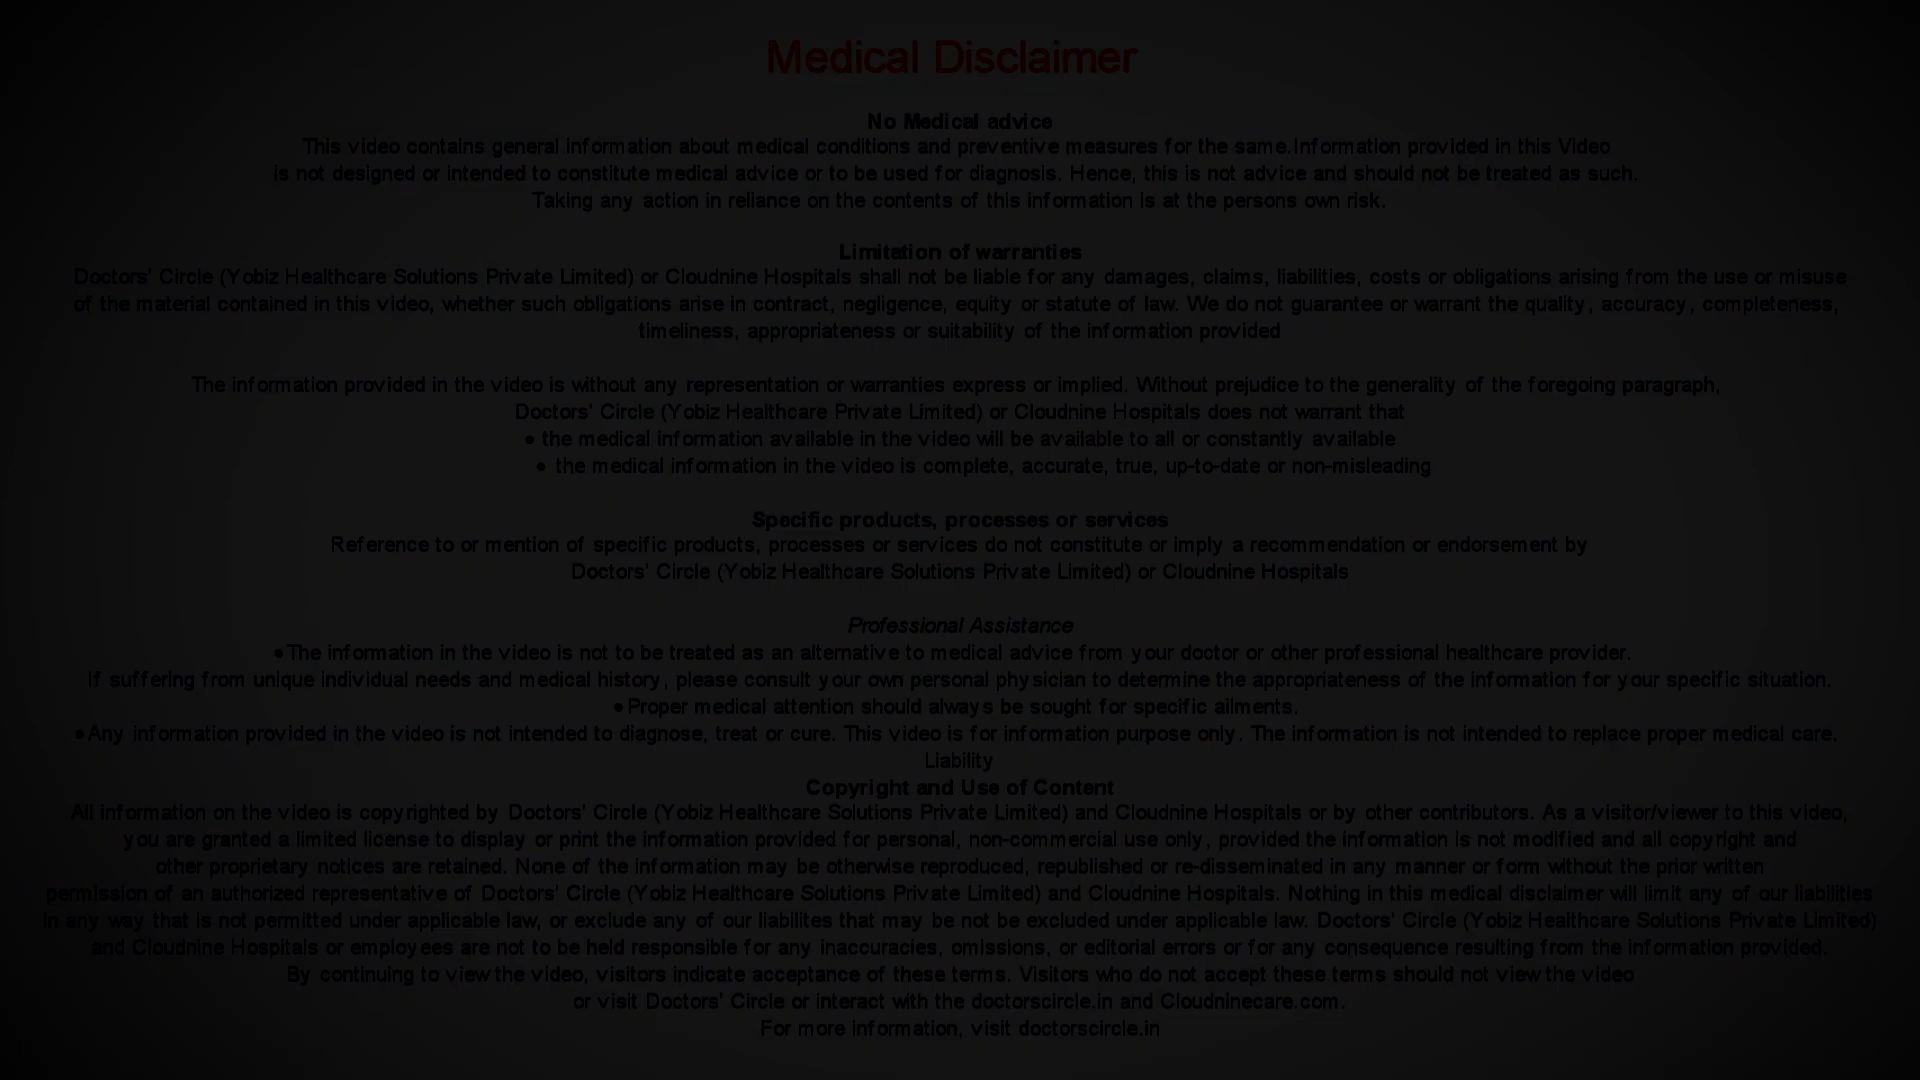 Medical Disclaimer
No Medical advice
This video contains general information about medical conditions and preventive measures for the same.Information provided in this Video
is not designed or intended to constitute medical advice or to be used for diagnosis. Hence, this is not advice and should not be treated as such.
Taking any action in reliance on the contents of this information is at the persons own risk.
Limitation of warranties
Doctors' Circle (Yobiz Healthcare Solutions Private Limited) or Cloudnine Hospitals shall not be liable for any damages, claims, liabilities, costs or obligations arising from the use or misuse
of the material contained in this video, whether such obligations arise in contract, negligence, equity or statute of law. We do not guarantee or warrant the quality, accuracy, completeness,
timeliness, appropriateness or suitability of the information provided
The information provided in the video is without any representation or warranties express or implied. Without prejudice to the generality of the foregoing paragraph,
Doctors' Circle (Yobiz Healthcare Private Limited) or Cloudnine Hospitals does not warrant that
● the medical information available in the video will be available to all or constantly available
● the medical information in the video is complete, accurate, true, up-to-date or non-misleading
Specific products, processes or services
Reference to or mention of specific products, processes or services do not constitute or imply a recommendation or endorsement by
Doctors' Circle (Yobiz Healthcare Solutions Private Limited) or Cloudnine Hospitals
Professional Assistance
●The information in the video is not to be treated as an alternative to medical advice from your doctor or other professional healthcare provider.
If suffering from unique individual needs and medical history, please consult your own personal physician to determine the appropriateness of the information for your specific situation.
●Proper medical attention should always be sought for specific ailments.
●Any information provided in the video is not intended to diagnose, treat or cure. This video is for information purpose only. The information is not intended to replace proper medical care.
Liability
Copyright and Use of Content
All information on the video is copyrighted by Doctors' Circle (Yobiz Healthcare Solutions Private Limited) and Cloudnine Hospitals or by other contributors. As a visitor/viewer to this video,
you are granted a limited license to display or print the information provided for personal, non-commercial use only, provided the information is not modified and all copyright and
other proprietary notices are retained. None of the information may be otherwise reproduced, republished or re-disseminated in any manner or form without the prior written
permission of an authorized representative of Doctors' Circle (Yobiz Healthcare Solutions Private Limited) and Cloudnine Hospitals. Nothing in this medical disclaimer will limit any of our liabilities
in any way that is not permitted under applicable law, or exclude any of our liabilites that may be not be excluded under applicable law. Doctors' Circle (Yobiz Healthcare Solutions Private Limited)
and Cloudnine Hospitals or employees are not to be held responsible for any inaccuracies, omissions, or editorial errors or for any consequence resulting from the information provided.
By continuing to view the video, visitors indicate acceptance of these terms. Visitors who do not accept these terms should not view the video
or visit Doctors' Circle or interact with the doctorscircle.in and Cloudninecare.com.
For more information, visit doctorscircle.in